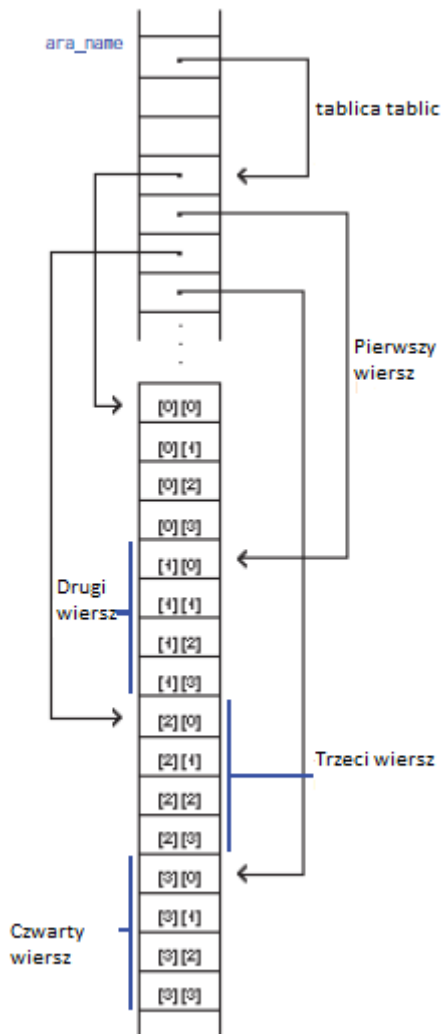 ara_name
tablica tablic
Pierwszy
wiersz
[0][0]
[0][1]
[0][2]
[0][3]
[1][0]
Drugi
wiersz
[1][1]
[1][2]
[1][3]
[2][0]
[2][1]
Trzeci wiersz
[2][2]
[2][3]
[3][0]
[3][1]
Czwarty
wiersz
[3][2]
[3][3]